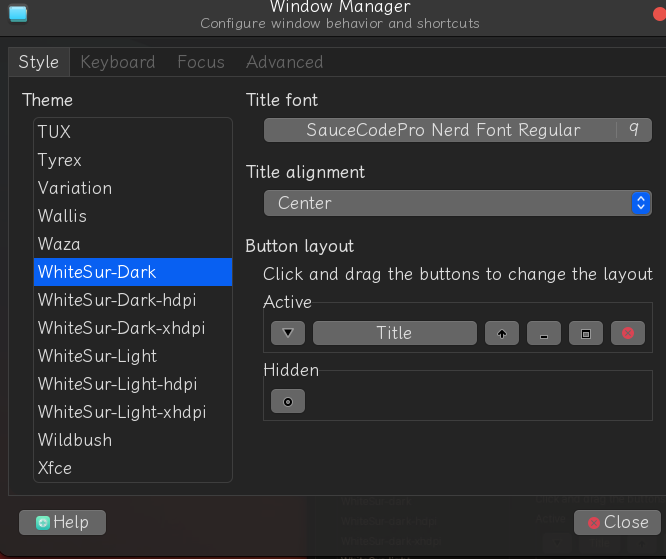 Window Manager
Configure window behavior and shortcuts
Style Keyboard Focus Advanced
Theme
TUX
Tyrex
Variation
Wallis
Waza
WhiteSur-Dark
WhiteSur-Dark-hdpi
WhiteSur-Dark-xhdpi
WhiteSur-Light
WhiteSur-Light-hdpi
WhiteSur-Light-xhdpi
Wildbush
Xfce
Title font
SauceCodePro Nerd Font Regular 9
Title alignment
Center
Button layout
Click and drag the buttons to change the layout
Active
Title
Hidden
Help
Close